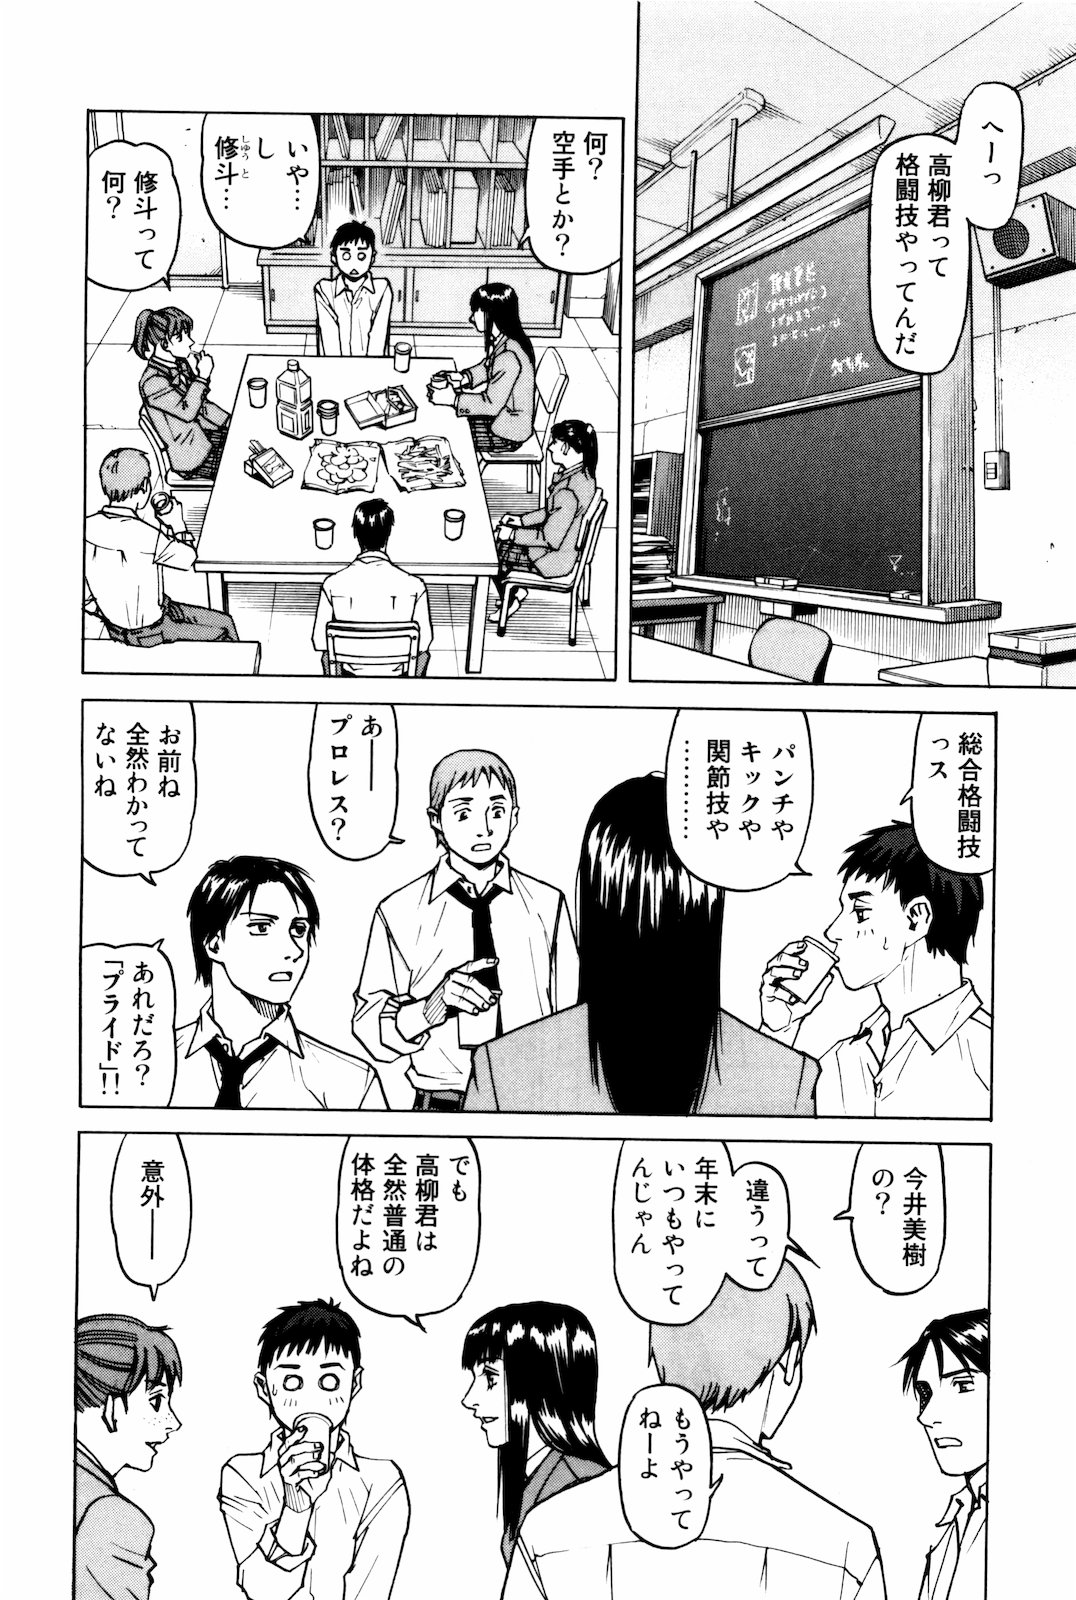 へーっ
高柳君って
格闘技やってんだ
何？
空手とか？
いや…
し
修斗…
しゅうと
修斗って
何？
総合格闘技
っス
パンチや
キックや
関節技や
…………
あ——
プロレス？
お前ね
全然わかって
ないね
あれだろ？
「プライド」!!
今井美樹
の？
違うって
年末に
いつもやって
んじゃん
もうやって
ねーよ
でも
高柳君は
全然普通の
体格だよね
意外——